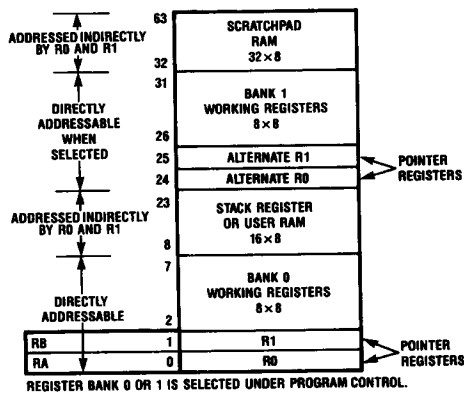 63
ADDRESSED INDIRECTLY
BY R0 AND R1
SCRATCHPAD
RAM
32×8
32
31
DIRECTLY
ADDRESSABLE
WHEN
SELECTED
BANK 1
WORKING REGISTERS
8×8
26
25
ALTERNATE R1
24
ALTERNATE R0
POINTER
REGISTERS
23
ADDRESSED INDIRECTLY
BY R0 AND R1
STACK REGISTER
OR USER RAM
16×8
8
7
DIRECTLY
ADDRESSABLE
BANK 0
WORKING REGISTERS
8×8
2
RB
1
R1
RA
0
R0
POINTER
REGISTERS
REGISTER BANK 0 OR 1 IS SELECTED UNDER PROGRAM CONTROL.